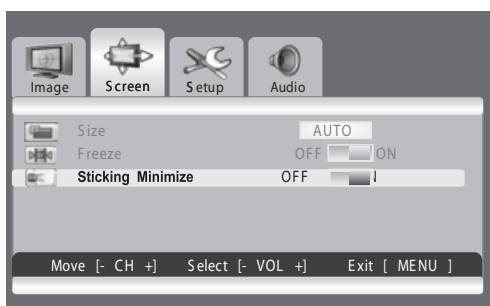 Image Screen Setup Audio
Size AUTO
Freeze OFF ON
Sticking Minimize OFF
Move [- CH +] Select [- VOL +] Exit [ MENU ]